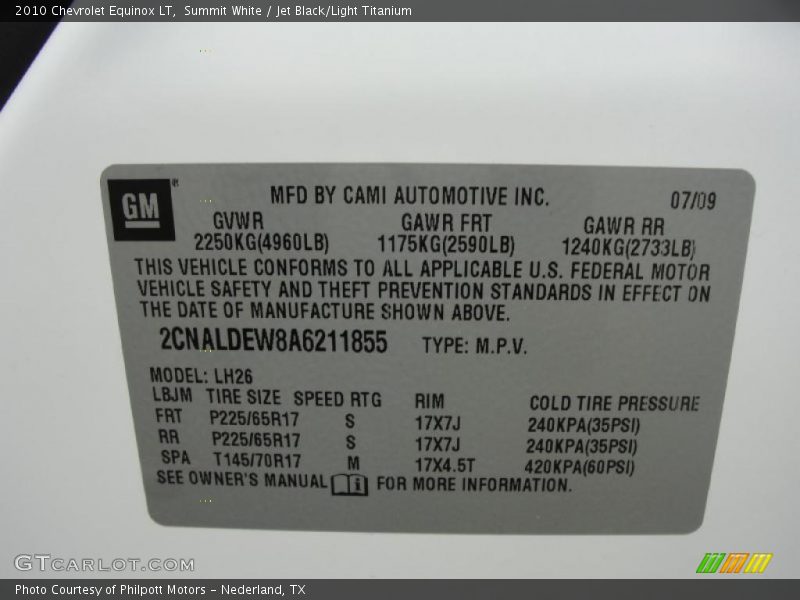 2010 Chevrolet Equinox LT, Summit White / Jet Black/Light Titanium
GM® MFD BY CAMI AUTOMOTIVE INC. 07/09
GVWR GAWR FRT GAWR RR
2250KG(4960LB) 1175KG(2590LB) 1240KG(2733LB)
THIS VEHICLE CONFORMS TO ALL APPLICABLE U.S. FEDERAL MOTOR
VEHICLE SAFETY AND THEFT PREVENTION STANDARDS IN EFFECT ON
THE DATE OF MANUFACTURE SHOWN ABOVE.
2CNALDEW8A6211855 TYPE: M.P.V.
MODEL: LH26
LBJM TIRE SIZE SPEED RTG RIM COLD TIRE PRESSURE
FRT P225/65R17 S 17X7J 240KPA(35PSI)
RR P225/65R17 S 17X7J 240KPA(35PSI)
SPA T145/70R17 M 17X4.5T 420KPA(60PSI)
SEE OWNER'S MANUAL i FOR MORE INFORMATION.
GTCARLOT.COM
Photo Courtesy of Philpott Motors - Nederland, TX